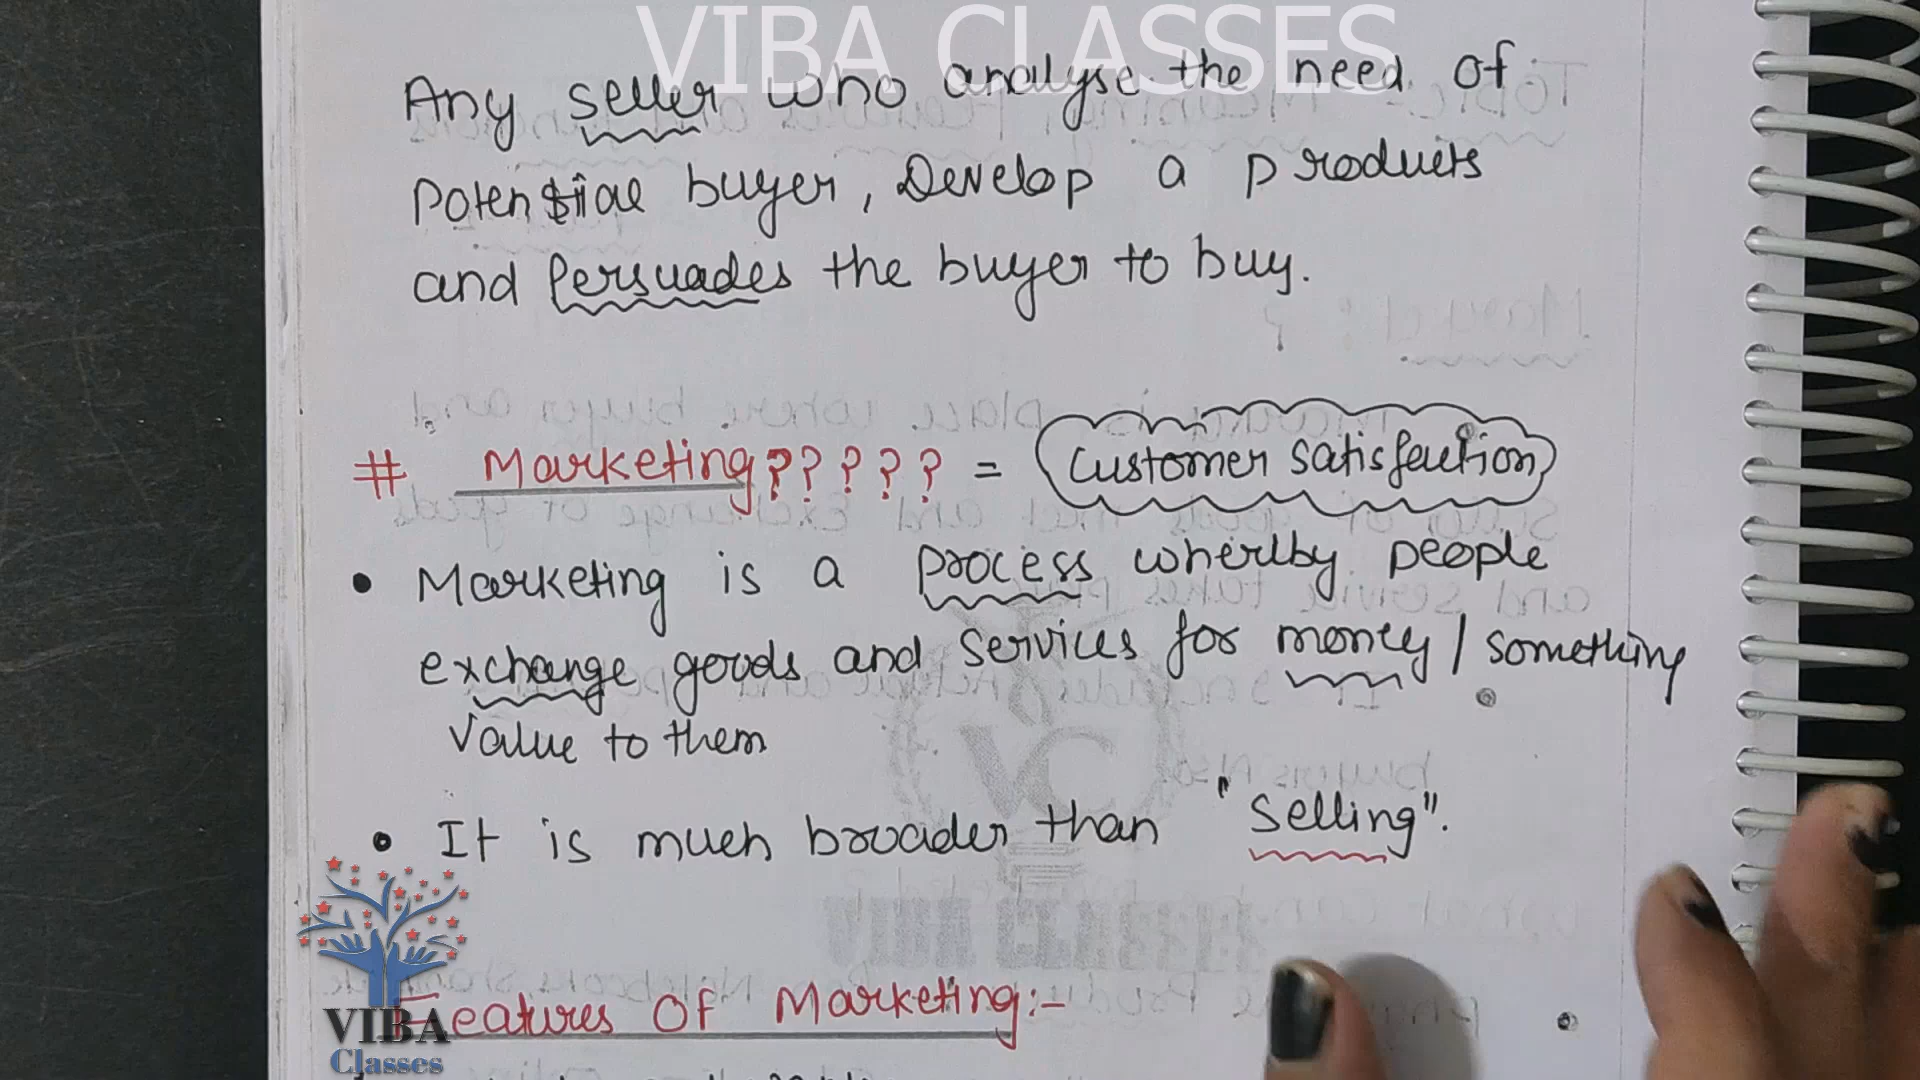 VIBA CLASSES
Any seller who analyse the need of
Potential buyer, Develop a products
and Persuades the buyer to buy.
# Marketing????? = Customer satisfaction
• Marketing is a process whereby people
exchange goods and services for money / something
value to them
• It is much broader than "selling".
VIBA CLASSES
Features of Marketing:-
VIBA
Classes